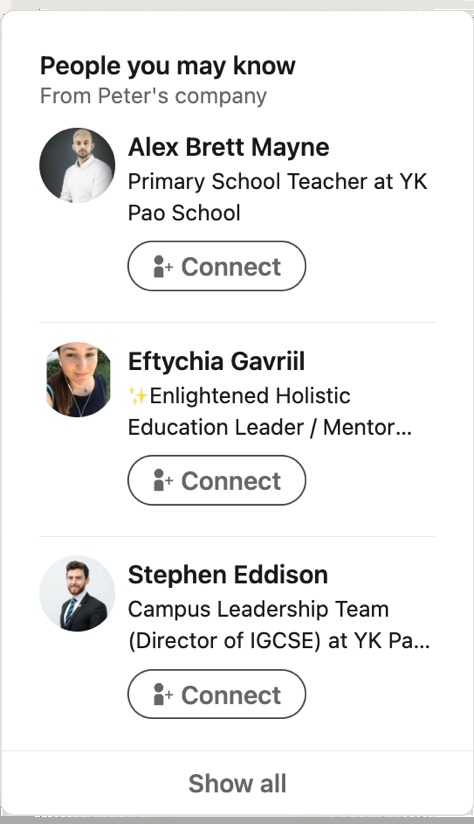 People you may know
From Peter's company
Alex Brett Mayne
Primary School Teacher at YK
Pao School
Connect
Eftychia Gavriil
✨Enlightened Holistic
Education Leader / Mentor...
Connect
Stephen Eddison
Campus Leadership Team
(Director of IGCSE) at YK Pa...
Connect
Show all